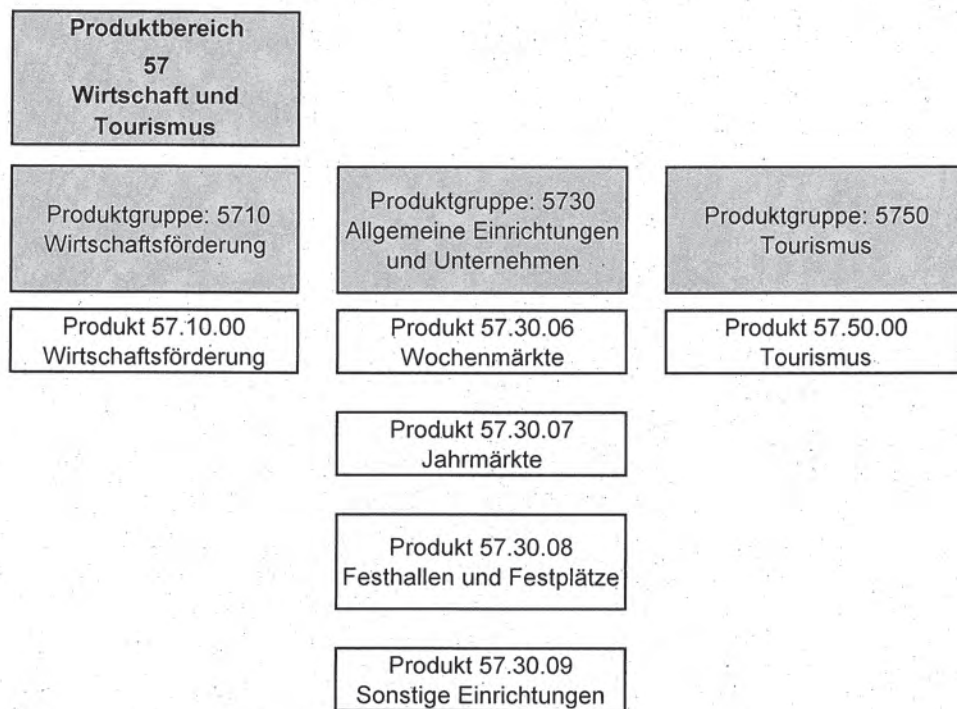 Produktbereich
57
Wirtschaft und
Tourismus
Produktgruppe: 5710
Wirtschaftsförderung
Produktgruppe: 5730
Allgemeine Einrichtungen
und Unternehmen
Produktgruppe: 5750
Tourismus
Produkt 57.10.00
Wirtschaftsförderung
Produkt 57.30.06
Wochenmärkte
Produkt 57.50.00
Tourismus
Produkt 57.30.07
Jahrmärkte
Produkt 57.30.08
Festhallen und Festplätze
Produkt 57.30.09
Sonstige Einrichtungen